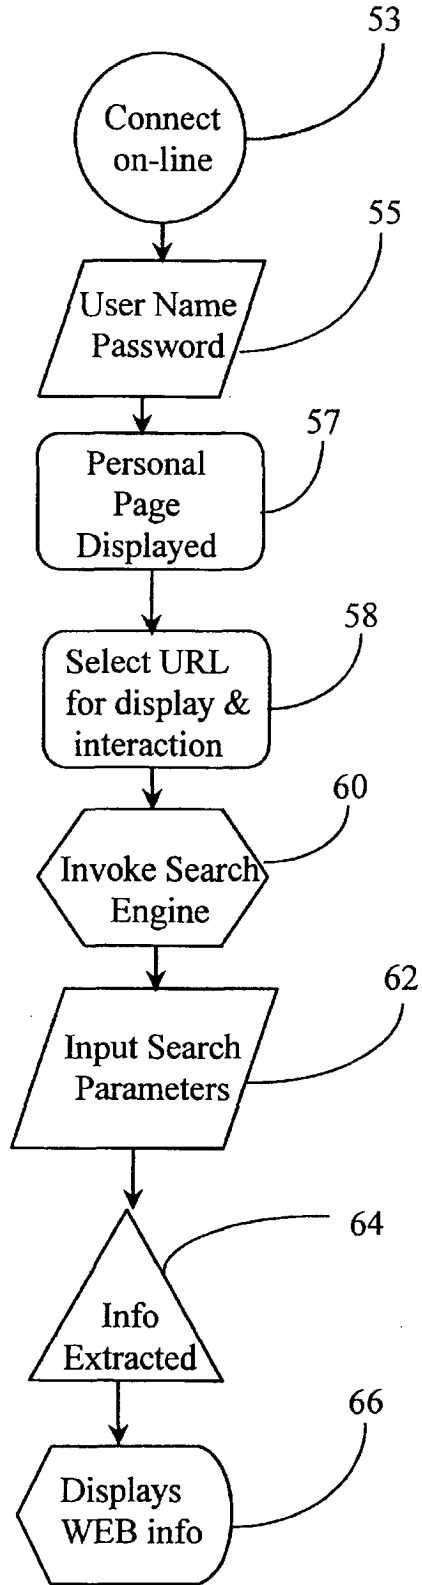 53
Connect
on-line
55
User Name
Password
57
Personal
Page
Displayed
58
Select URL
for display &
interaction
60
Invoke Search
Engine
62
Input Search
Parameters
64
Info
Extracted
66
Displays
WEB info